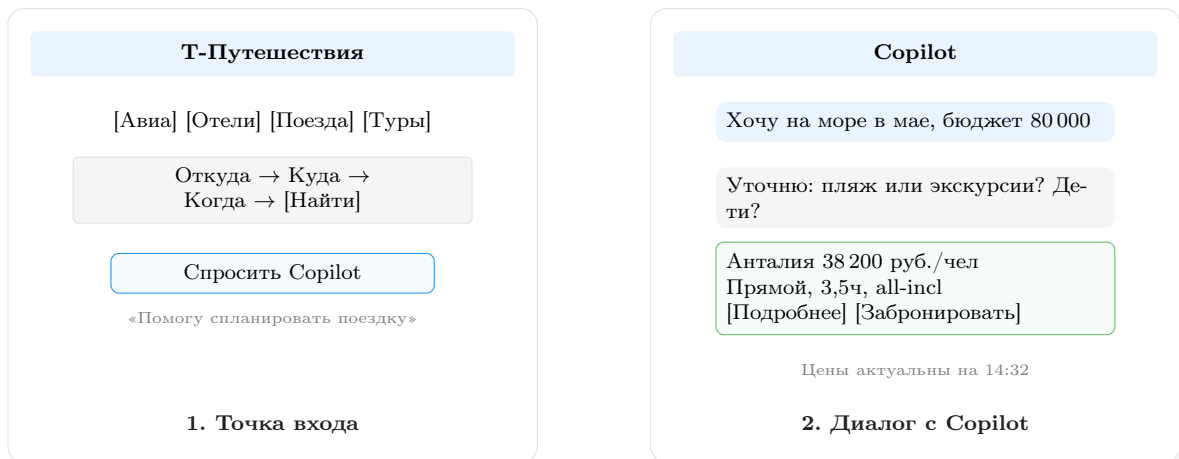 Т-Путешествия
[Авиа] [Отели] [Поезда] [Туры]
Откуда → Куда →
Когда → [Найти]
Спросить Copilot
«Помогу спланировать поездку»
1. Точка входа
Copilot
Хочу на море в мае, бюджет 80 000
Уточню: пляж или экскурсии? Де-
ти?
Анталия 38 200 руб./чел
Прямой, 3,5ч, all-incl
[Подробнее] [Забронировать]
Цены актуальны на 14:32
2. Диалог с Copilot